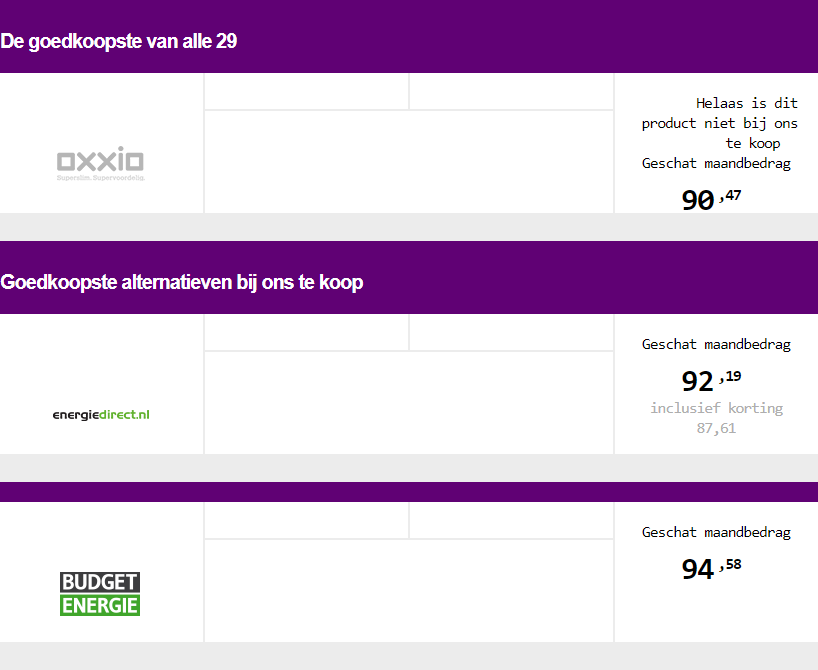 De goedkoopste van alle 29
Helaas is dit
product niet bij ons
te koop
oxxio
Superslim. Supervoordelig.
Geschat maandbedrag
90,47
Goedkoopste alternatieven bij ons te koop
Geschat maandbedrag
92,19
energiedirect.nl
inclusief korting
87,61
Geschat maandbedrag
94,58
BUDGET
ENERGIE